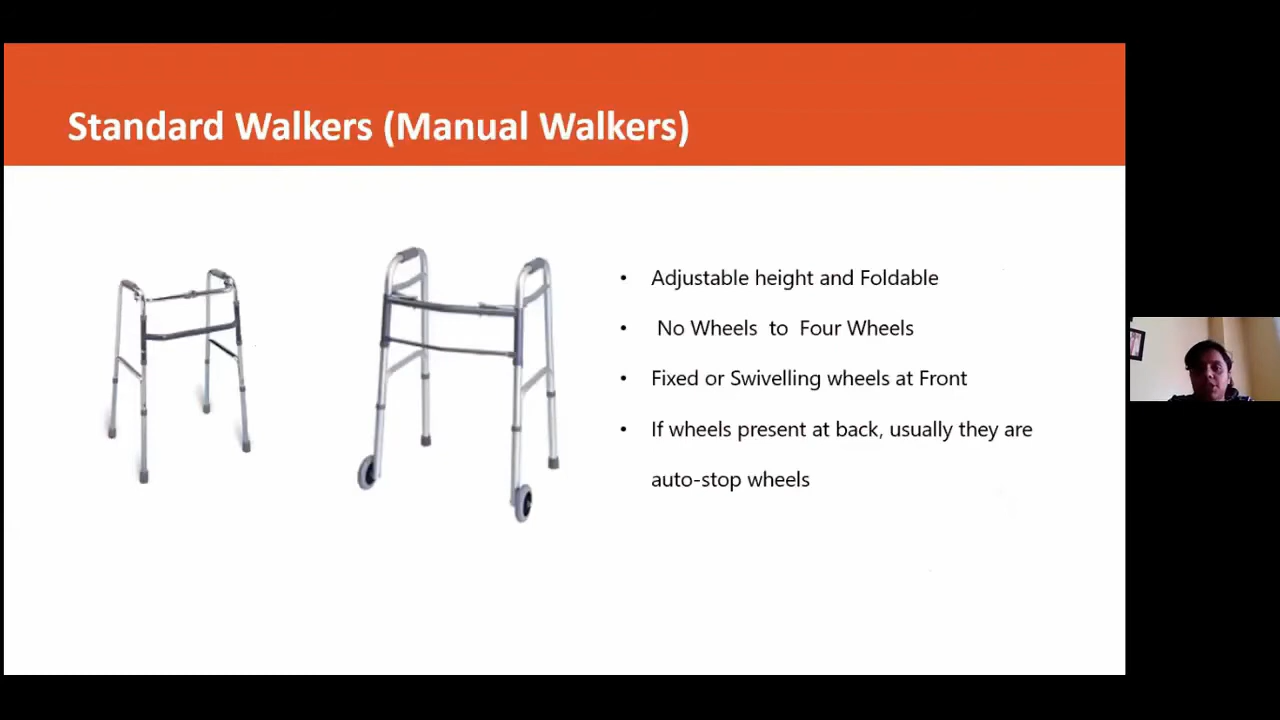 Standard Walkers (Manual Walkers)
• Adjustable height and Foldable
• No Wheels to Four Wheels
• Fixed or Swivelling wheels at Front
• If wheels present at back, usually they are
auto-stop wheels